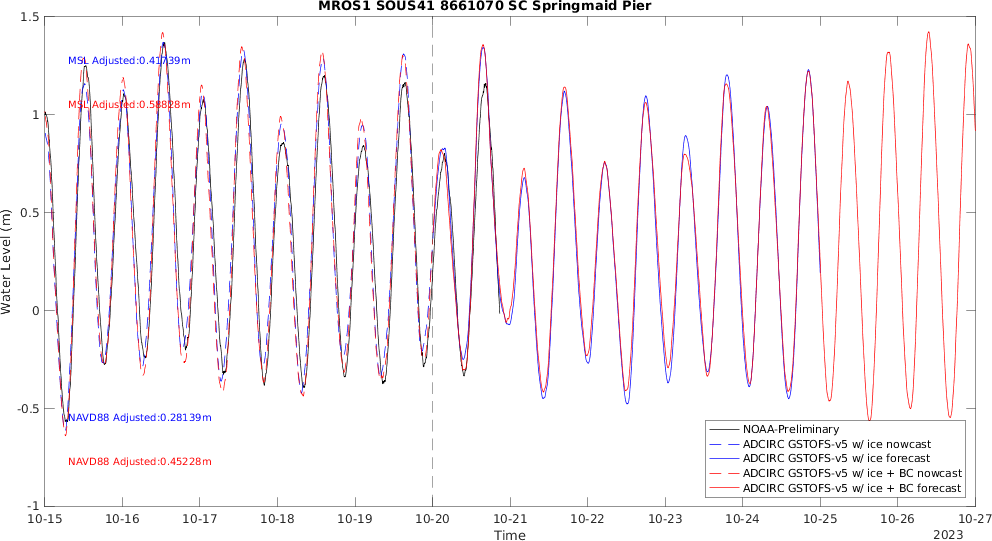 MROS1 SOUS41 8661070 SC Springmaid Pier
1.5
MSL Adjusted:0.41739m
MSL Adjusted:0.58828m
1
0.5
Water Level (m)
0
-0.5
NAVD88 Adjusted:0.28139m
NAVD88 Adjusted:0.45228m
NOAA-Preliminary
ADCIRC GSTOFS-v5 w/ ice nowcast
ADCIRC GSTOFS-v5 w/ ice forecast
ADCIRC GSTOFS-v5 w/ ice + BC nowcast
ADCIRC GSTOFS-v5 w/ ice + BC forecast
-1
10-15 10-16 10-17 10-18 10-19 10-20 10-21 10-22 10-23 10-24 10-25 10-26 10-27
Time
2023